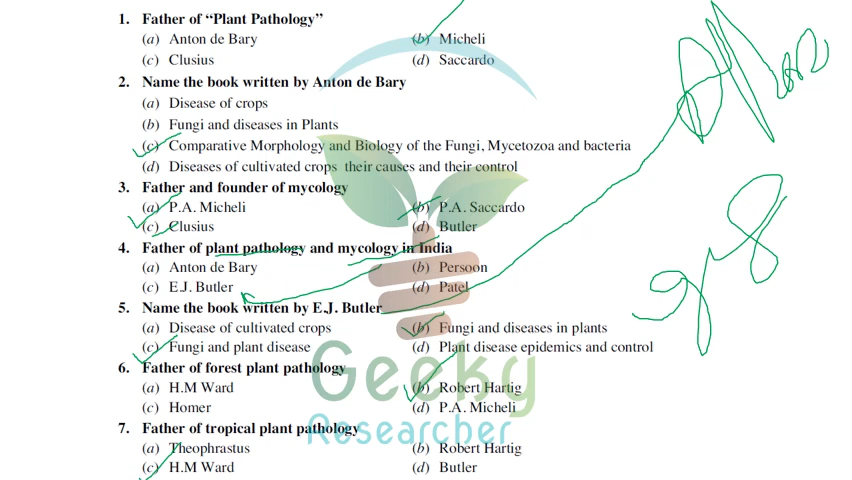 1. Father of “Plant Pathology”
(a) Anton de Bary (b) Micheli
(c) Clusius (d) Saccardo
2. Name the book written by Anton de Bary
(a) Disease of crops
(b) Fungi and diseases in Plants
(c) Comparative Morphology and Biology of the Fungi, Mycetozoa and bacteria
(d) Diseases of cultivated crops their causes and their control
3. Father and founder of mycology
(a) P.A. Micheli (b) P.A. Saccardo
(c) Clusius (d) Butler
4. Father of plant pathology and mycology in India
(a) Anton de Bary (b) Persoon
(c) E.J. Butler (d) Patel
5. Name the book written by E.J. Butler
(a) Disease of cultivated crops (b) Fungi and diseases in plants
(c) Fungi and plant disease (d) Plant disease epidemics and control
6. Father of forest plant pathology
(a) H.M Ward (b) Robert Hartig
(c) Homer (d) P.A. Micheli
7. Father of tropical plant pathology
(a) Theophrastus (b) Robert Hartig
(c) H.M Ward (d) Butler
Geeky
Researcher